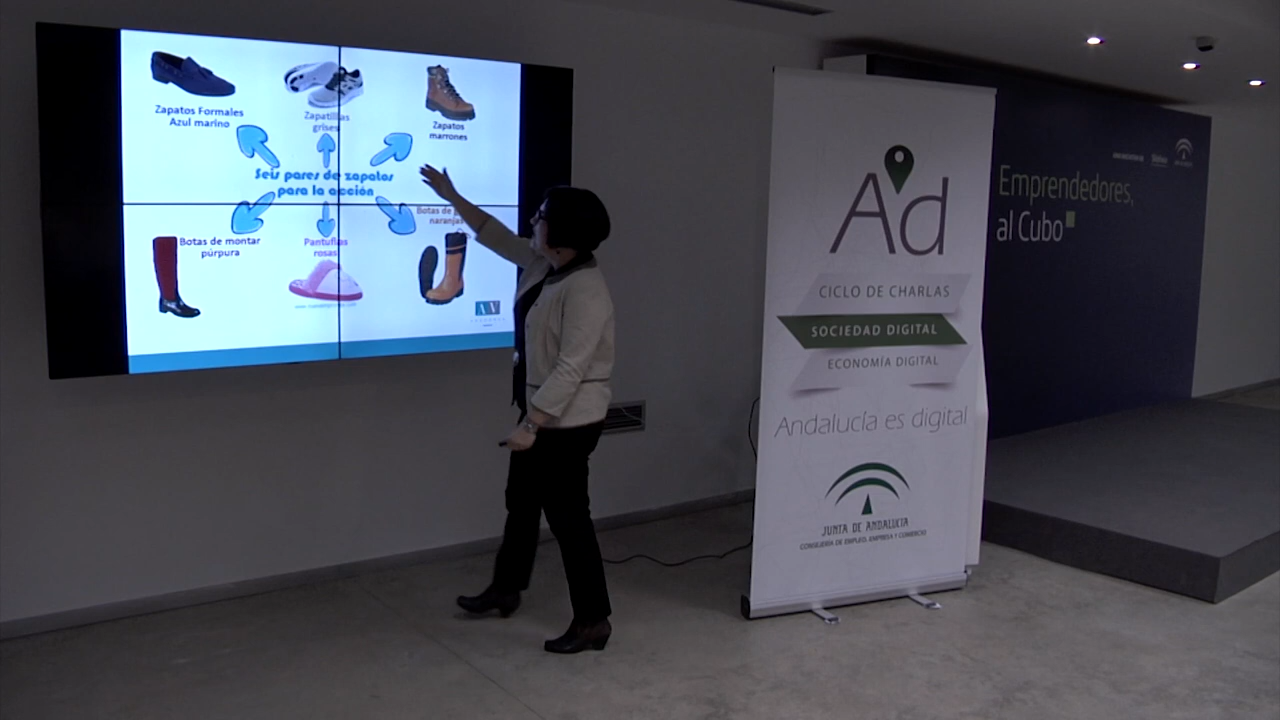 Zapatos Formales
Azul marino
Zapatillas
grises
Zapatos
marrones
Seis pares de zapatos
para la acción
Botas de montar
púrpura
Pantuflas
rosas
Botas de
naranjas
AV
Ad
CICLO DE CHARLAS
SOCIEDAD DIGITAL
ECONOMÍA DIGITAL
Andalucía es digital
JUNTA DE ANDALUCIA
CONSEJERÍA DE EMPLEO, EMPRESA Y COMERCIO
Emprendedores,
al Cubo